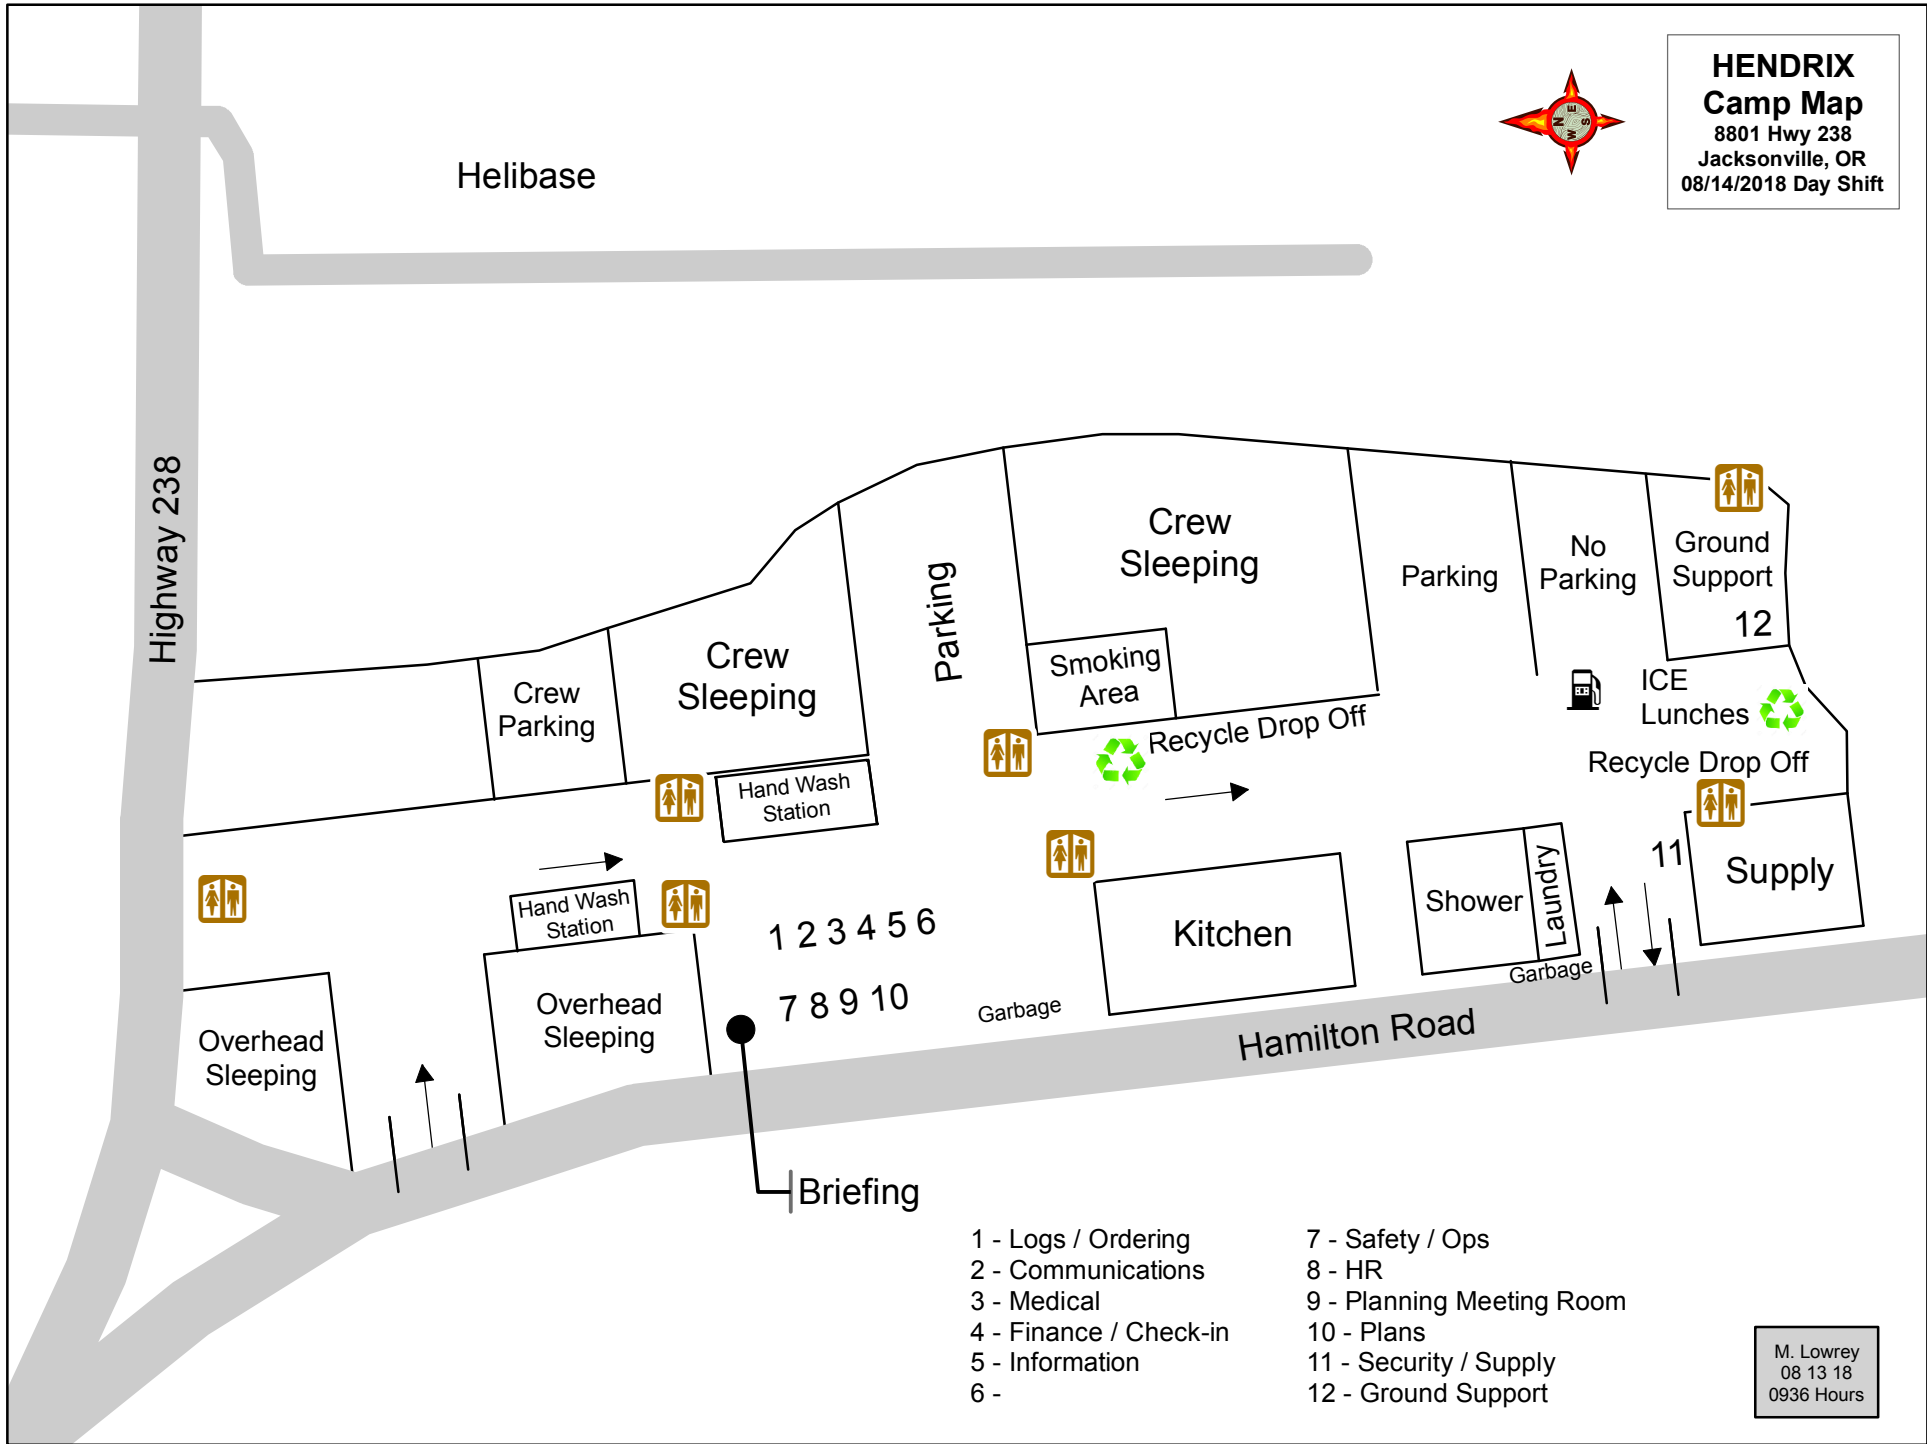 HENDRIX
Camp Map
8801 Hwy 238
Jacksonville, OR
08/14/2018 Day Shift
N
E
S
W
Helibase
Highway 238
Crew
Parking
Crew
Sleeping
Parking
Crew
Sleeping
Smoking
Area
Parking
No
Parking
Ground
Support
12
ICE
Lunches
Recycle Drop Off
Recycle Drop Off
Hand Wash
Station
Hand Wash
Station
Overhead
Sleeping
Overhead
Sleeping
1 2 3 4 5 6
7 8 9 10
Garbage
Kitchen
Shower
Laundry
Garbage
11
Supply
Hamilton Road
Briefing
1 - Logs / Ordering
2 - Communications
3 - Medical
4 - Finance / Check-in
5 - Information
6 -
7 - Safety / Ops
8 - HR
9 - Planning Meeting Room
10 - Plans
11 - Security / Supply
12 - Ground Support
M. Lowrey
08 13 18
0936 Hours